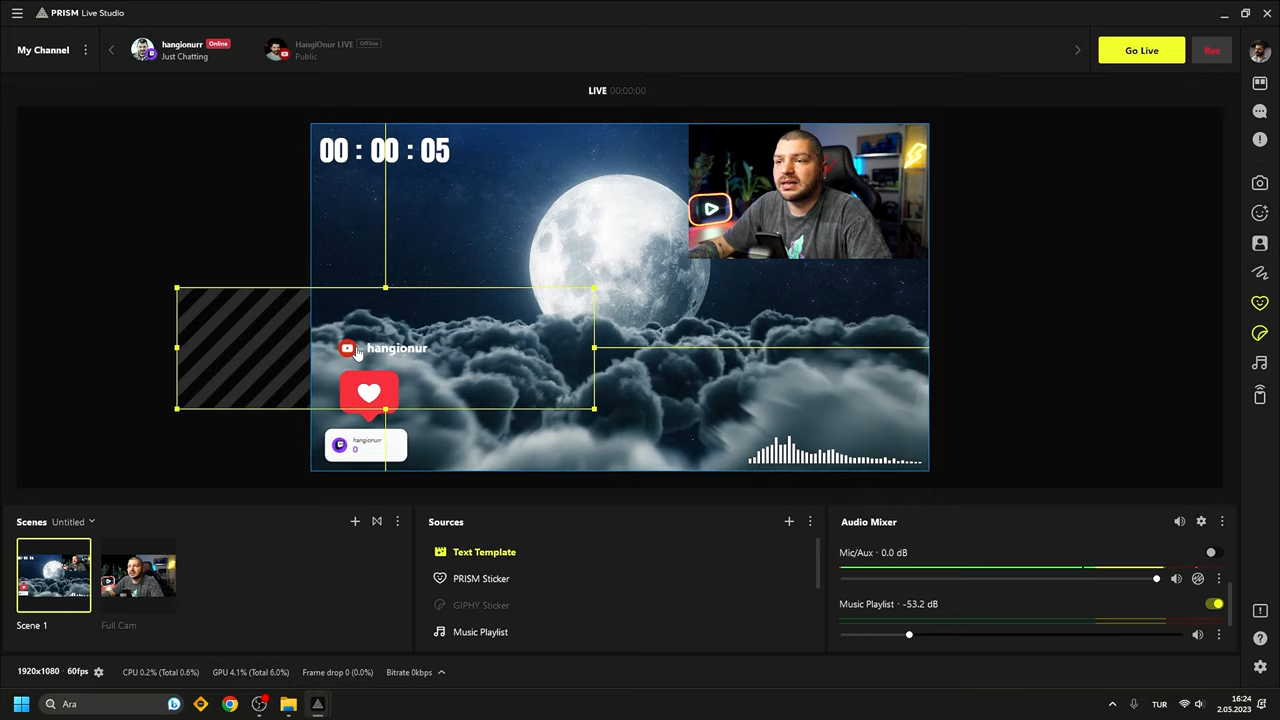 PRISM Live Studio
My Channel
hangionurr Online
Just Chatting
HangiOnur LIVE Offline
Public
Go Live
Rec
LIVE 00:00:00
00 : 00 : 05
hangionur
hangionurr
0
Scenes Untitled
Scene 1
Full Cam
Sources
Text Template
PRISM Sticker
GIPHY Sticker
Music Playlist
Audio Mixer
Mic/Aux · 0.0 dB
Music Playlist · -53.2 dB
1920x1080 · 60fps
CPU 0.2% (Total 0.6%)
GPU 4.1% (Total 6.0%)
Frame drop 0 (0.0%)
Bitrate 0kbps
Ara
TUR
16:24
2.05.2023